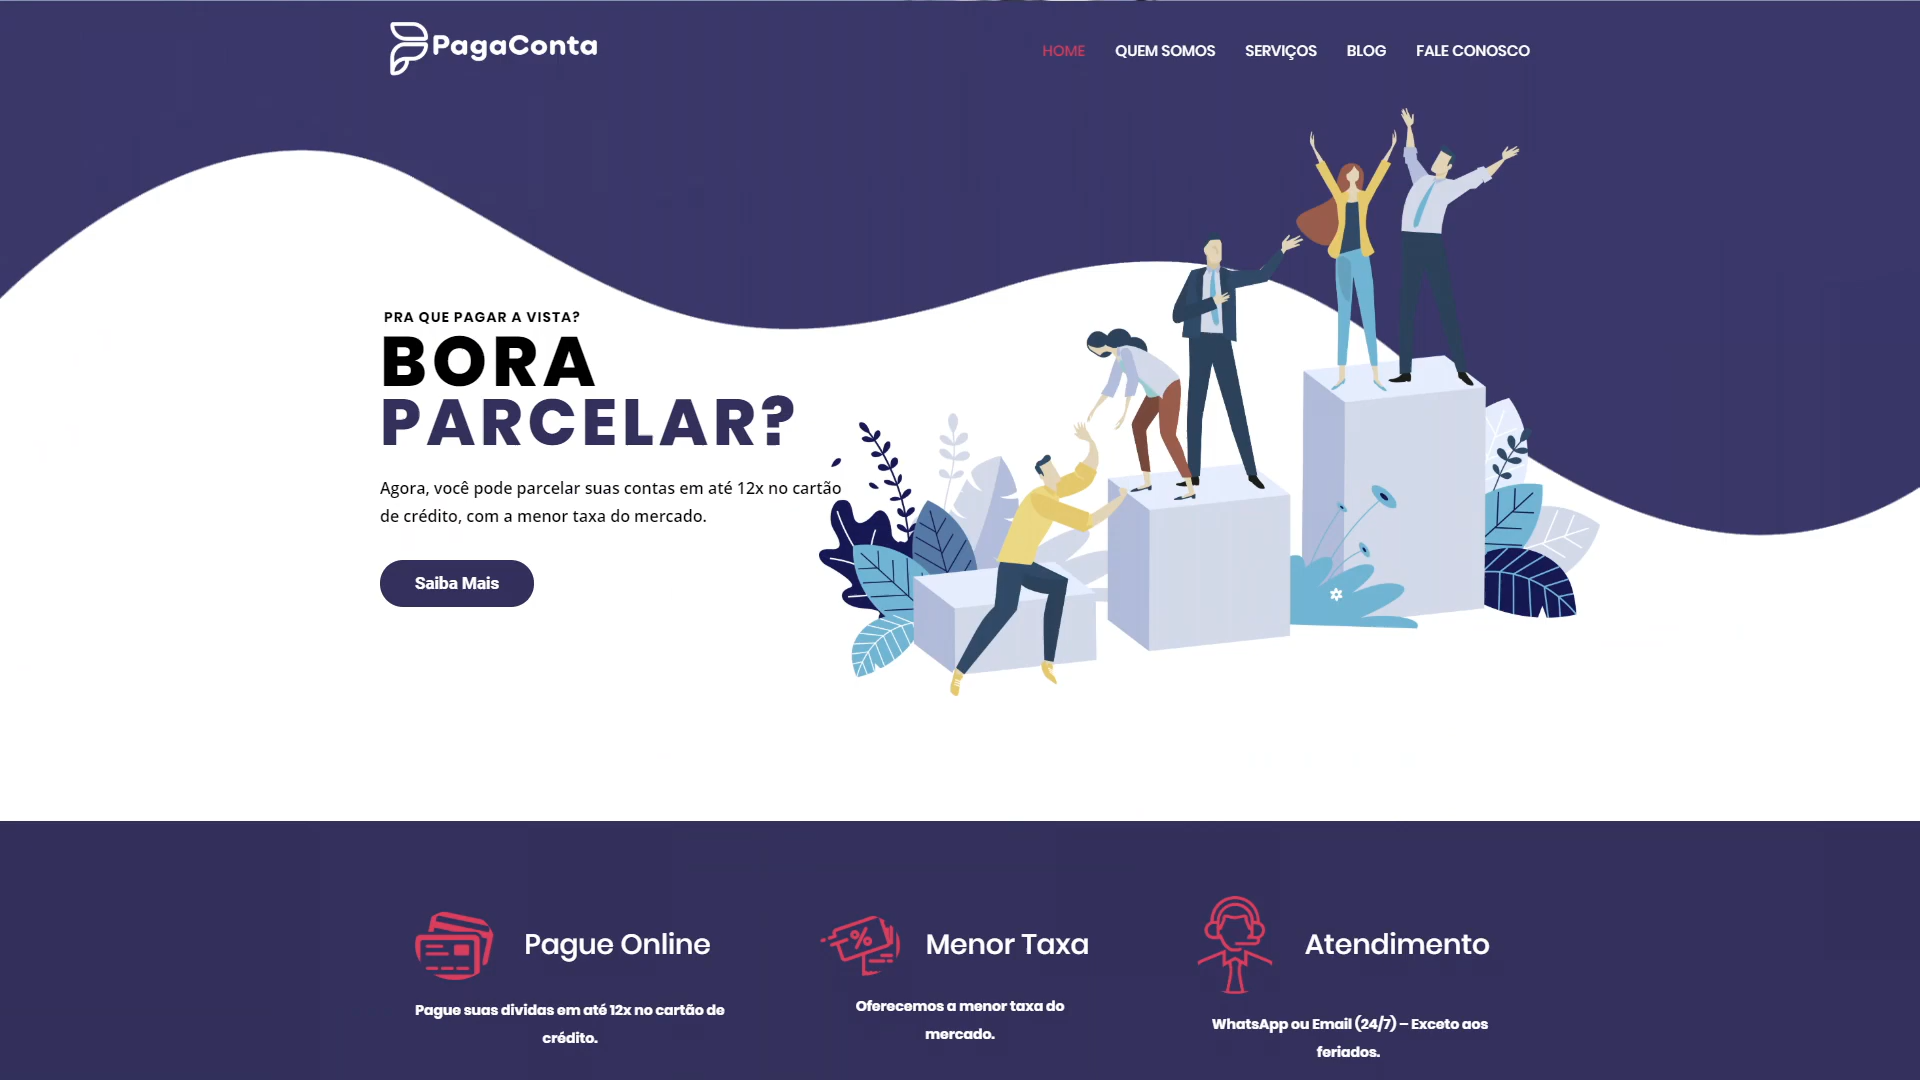 PagaConta
HOME QUEM SOMOS SERVIÇOS BLOG FALE CONOSCO
PRA QUE PAGAR A VISTA?
BORA
PARCELAR?
Agora, você pode parcelar suas contas em até 12x no cartão
de crédito, com a menor taxa do mercado.
Saiba Mais
Pague Online
Pague suas dividas em até 12x no cartão de
crédito.
%
Menor Taxa
Oferecemos a menor taxa do
mercado.
Atendimento
WhatsApp ou Email (24/7) – Exceto aos
feriados.